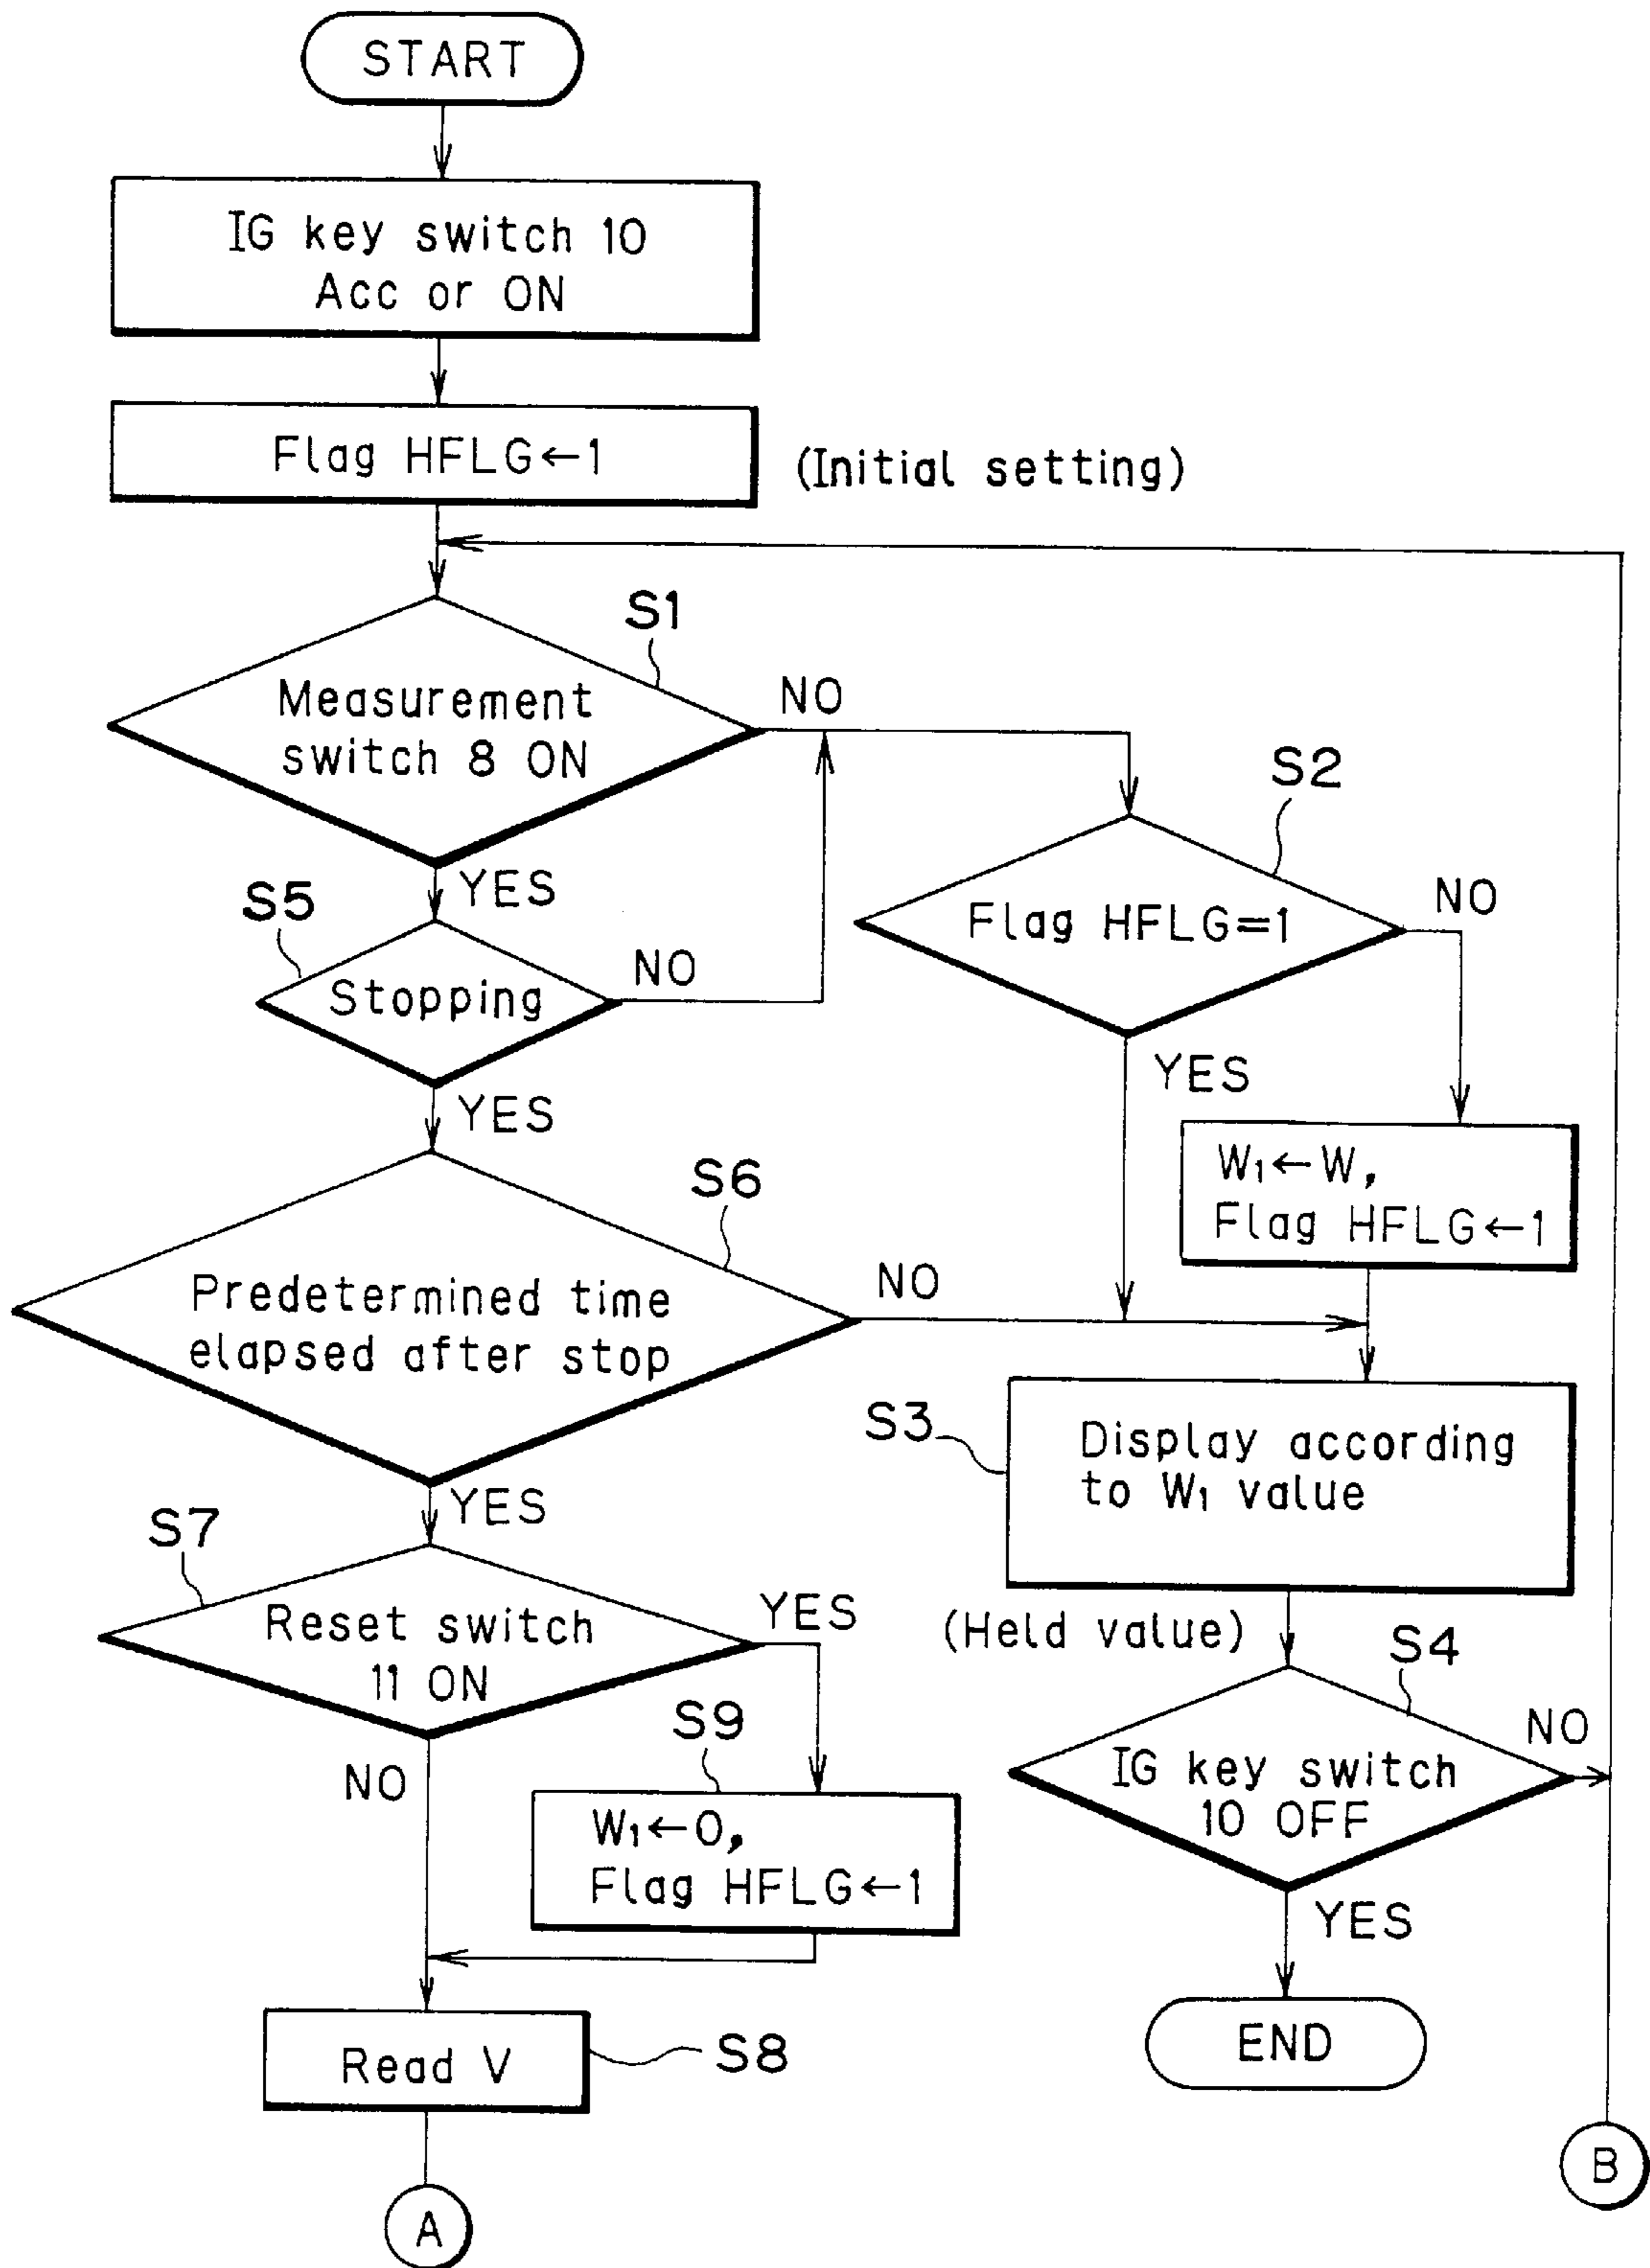 START
IG key switch 10
Acc or ON
Flag HFLG←1
(Initial setting)
S1
Measurement
switch 8 ON
NO
YES
S2
Flag HFLG=1
NO
YES
S5
Stopping
NO
YES
W₁←W,
Flag HFLG←1
S6
Predetermined time
elapsed after stop
NO
YES
S3
Display according
to W₁ value
(Held value)
S7
Reset switch
11 ON
YES
NO
S4
IG key switch
10 OFF
NO
YES
S9
W₁←0,
Flag HFLG←1
END
Read V
S8
A
B